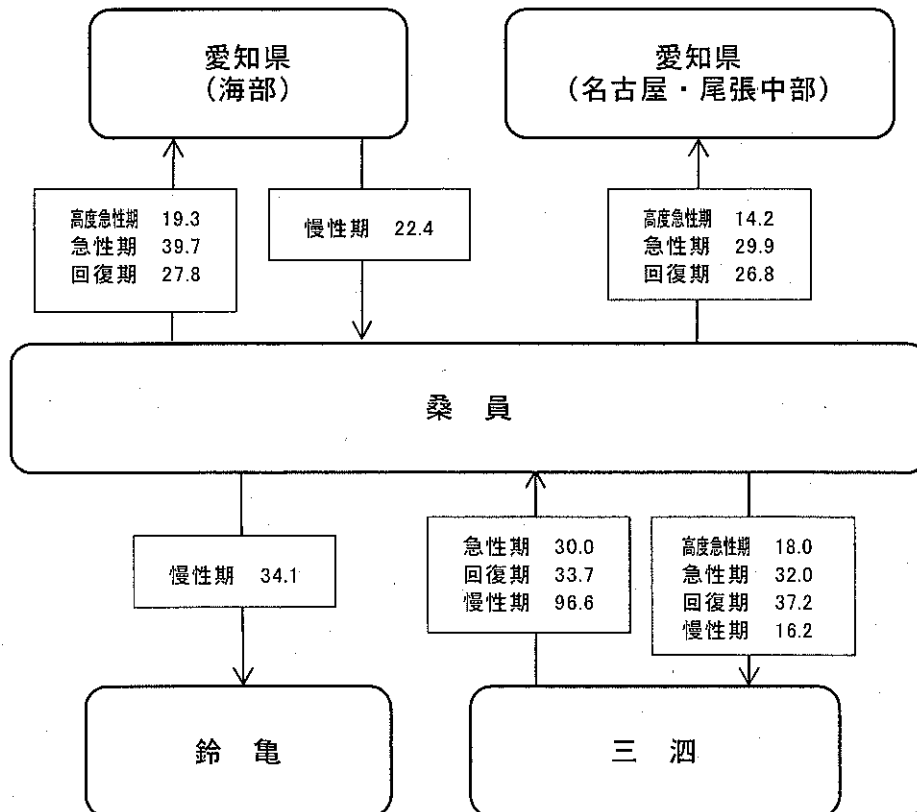 愛知県
(海部)
愛知県
(名古屋・尾張中部)
高度急性期 19.3
急性期 39.7
回復期 27.8
慢性期 22.4
高度急性期 14.2
急性期 29.9
回復期 26.8
桑員
慢性期 34.1
急性期 30.0
回復期 33.7
慢性期 96.6
高度急性期 18.0
急性期 32.0
回復期 37.2
慢性期 16.2
鈴亀
三泗